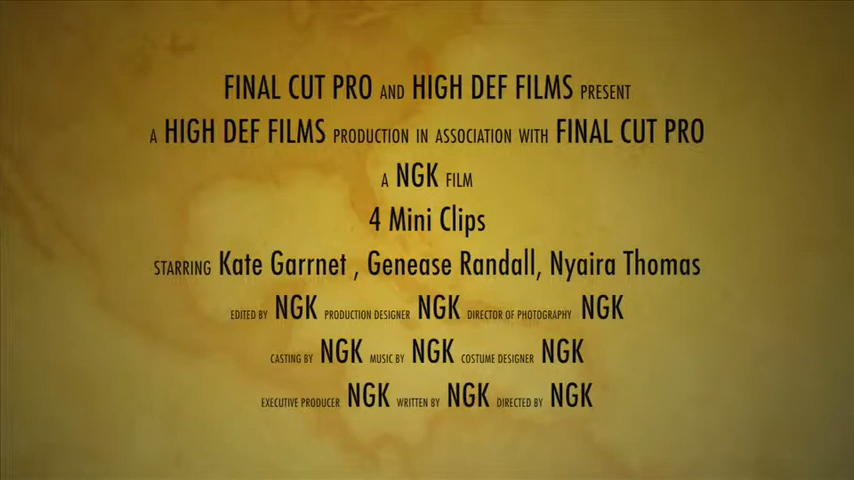 FINAL CUT PRO AND HIGH DEF FILMS PRESENT
A HIGH DEF FILMS PRODUCTION IN ASSOCIATION WITH FINAL CUT PRO
A NGK FILM
4 Mini Clips
STARRING Kate Garrnet , Genease Randall, Nyaira Thomas
EDITED BY NGK PRODUCTION DESIGNER NGK DIRECTOR OF PHOTOGRAPHY NGK
CASTING BY NGK MUSIC BY NGK COSTUME DESIGNER NGK
EXECUTIVE PRODUCER NGK WRITTEN BY NGK DIRECTED BY NGK